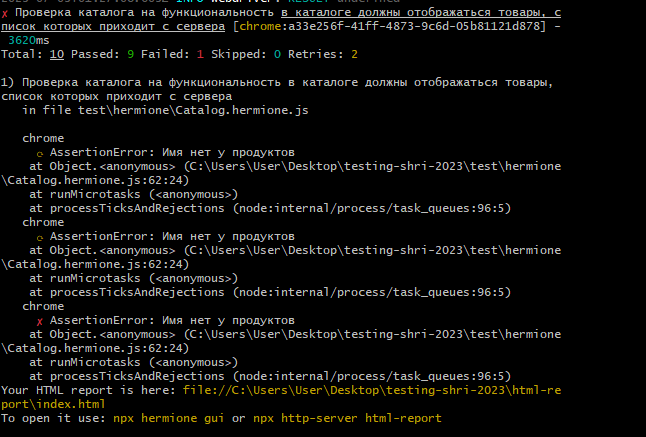 ✗ Проверка каталога на функциональность в каталоге должны отображаться товары, с
писок которых приходит с сервера [chrome:a33e256f-41ff-4873-9c6d-05b81121d878] -
 3620ms
Total: 10 Passed: 9 Failed: 1 Skipped: 0 Retries: 2

1) Проверка каталога на функциональность в каталоге должны отображаться товары,
список которых приходит с сервера
   in file test\hermione\Catalog.hermione.js

   chrome
     ⟳ AssertionError: Имя нет у продуктов
    at Object.<anonymous> (C:\Users\User\Desktop\testing-shri-2023\test\hermione
\Catalog.hermione.js:62:24)
    at runMicrotasks (<anonymous>)
    at processTicksAndRejections (node:internal/process/task_queues:96:5)
   chrome
     ⟳ AssertionError: Имя нет у продуктов
    at Object.<anonymous> (C:\Users\User\Desktop\testing-shri-2023\test\hermione
\Catalog.hermione.js:62:24)
    at runMicrotasks (<anonymous>)
    at processTicksAndRejections (node:internal/process/task_queues:96:5)
   chrome
     ✗ AssertionError: Имя нет у продуктов
    at Object.<anonymous> (C:\Users\User\Desktop\testing-shri-2023\test\hermione
\Catalog.hermione.js:62:24)
    at runMicrotasks (<anonymous>)
    at processTicksAndRejections (node:internal/process/task_queues:96:5)
Your HTML report is here: file://C:\Users\User\Desktop\testing-shri-2023\html-re
port\index.html
To open it use: npx hermione gui or npx http-server html-report